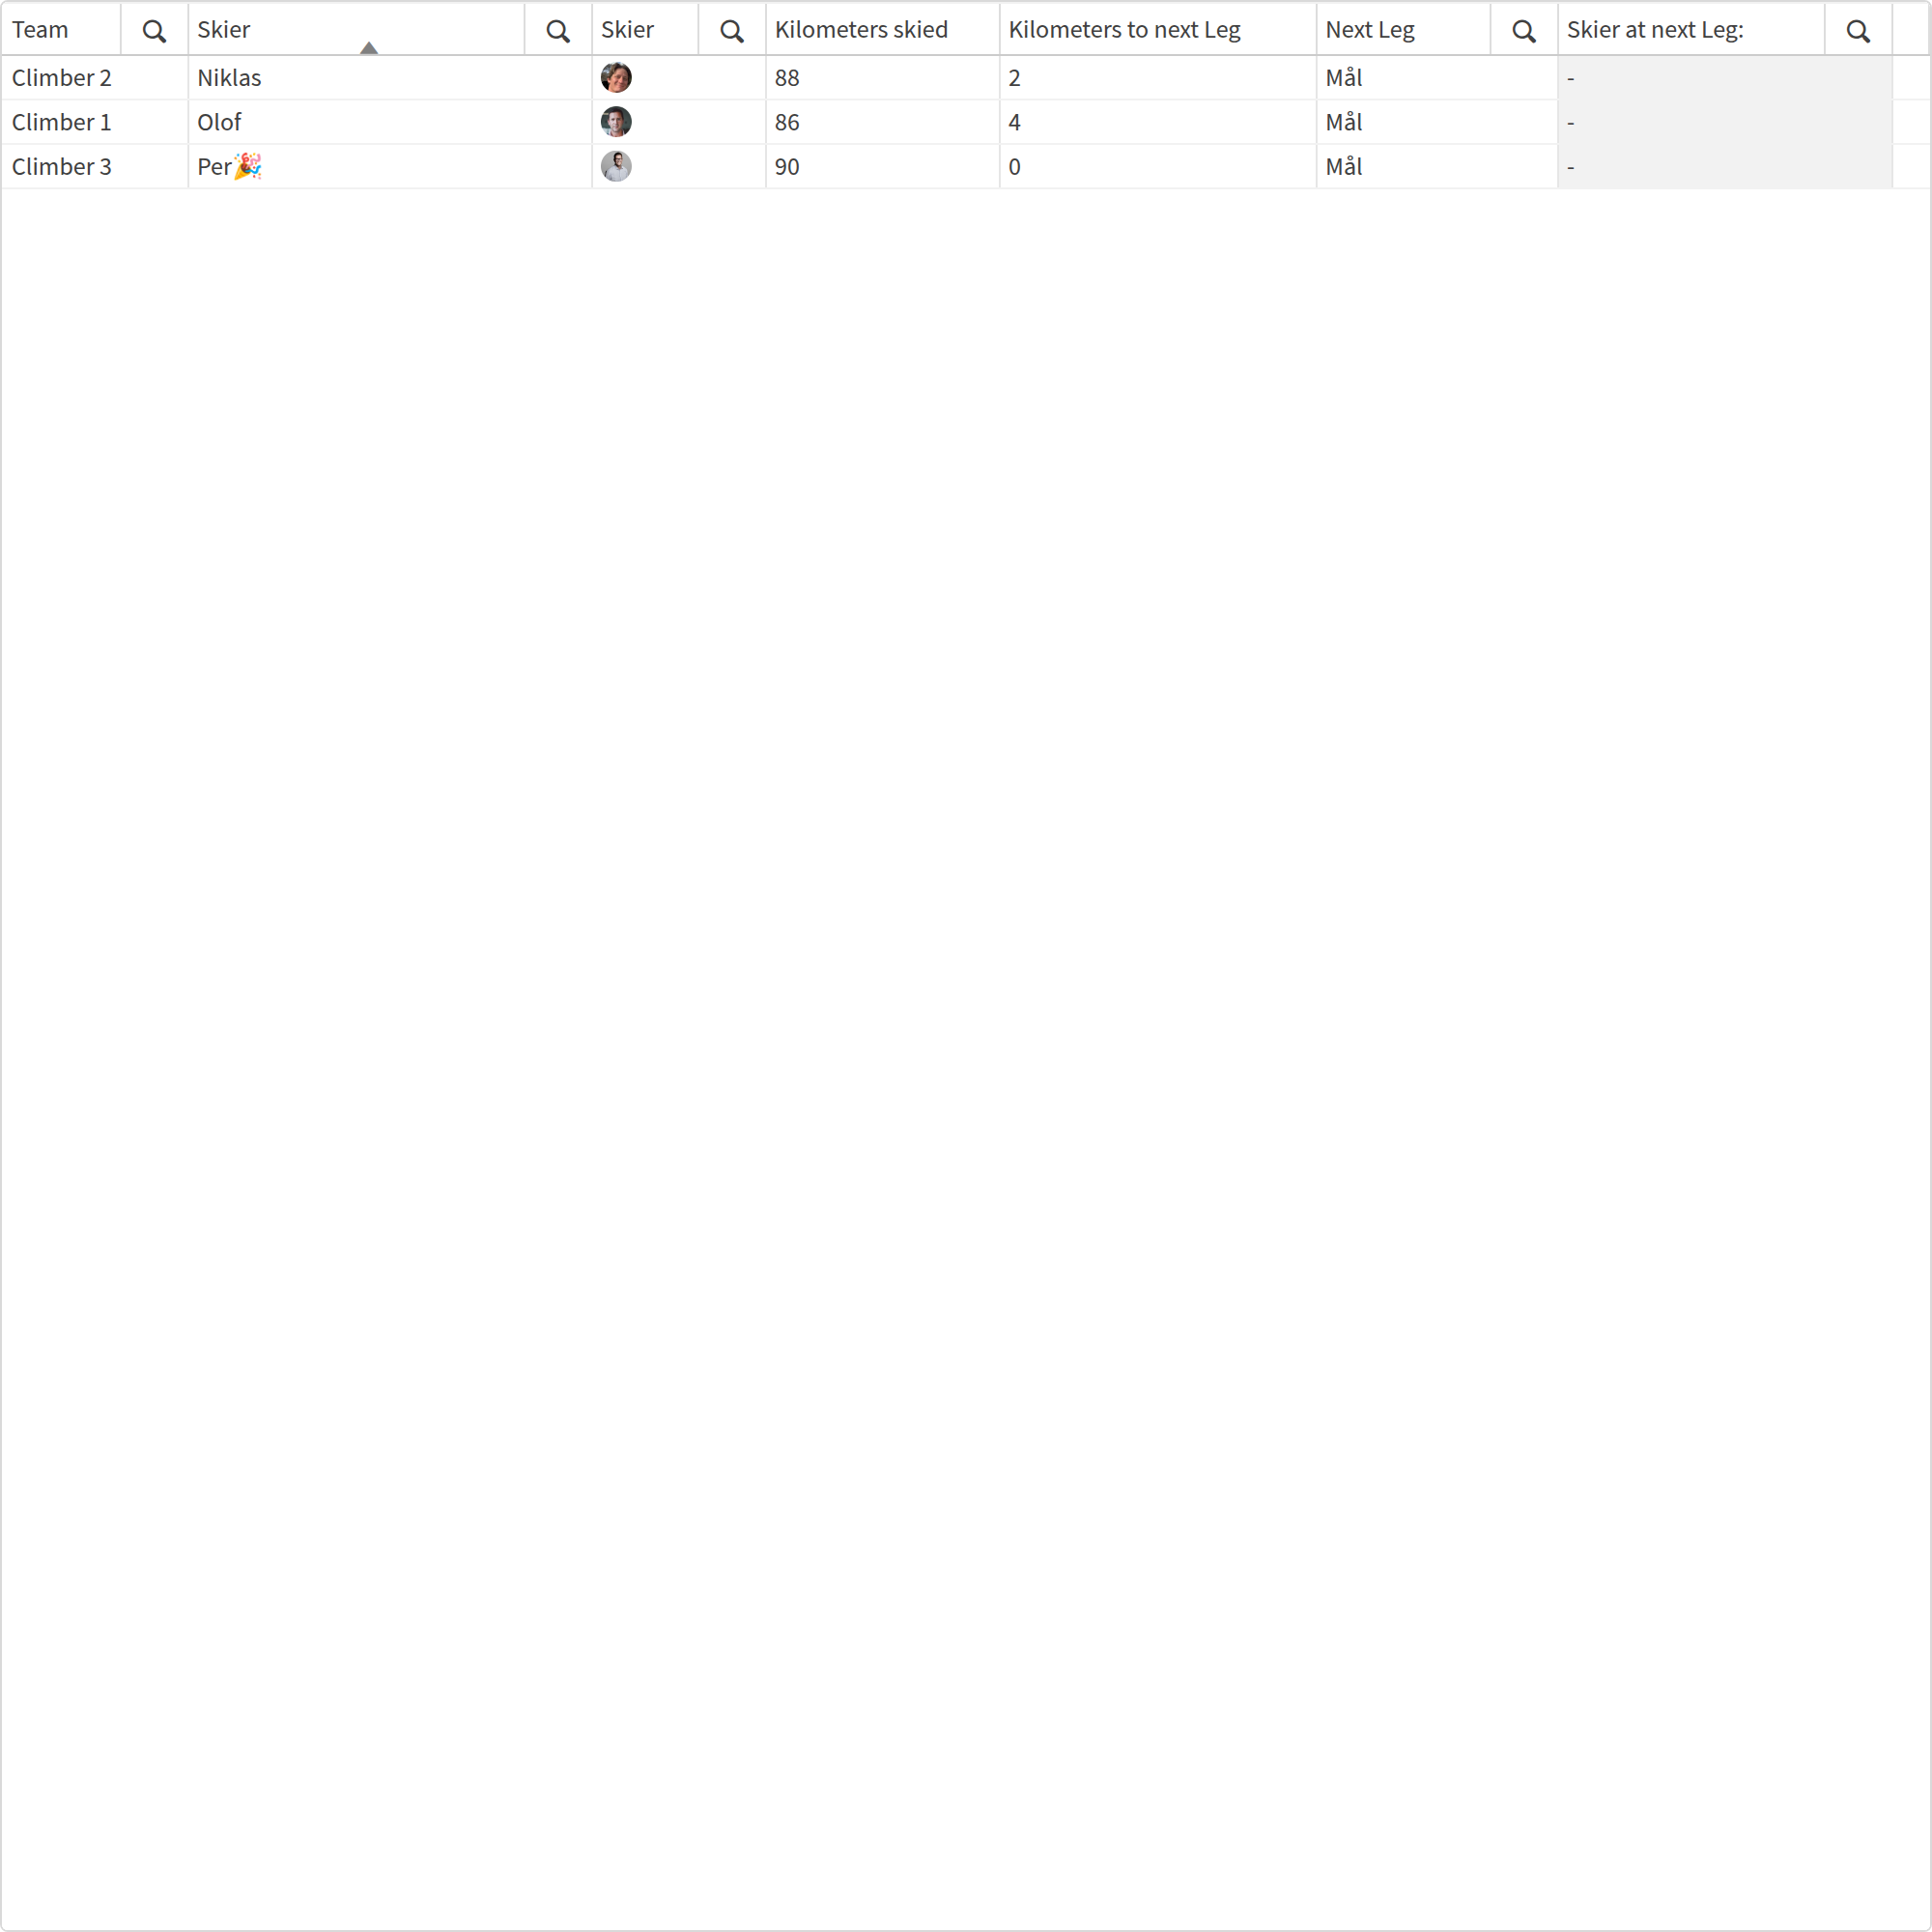 Team Skier Skier Kilometers skied Kilometers to next Leg Next Leg Skier at next Leg:
Climber 2 Niklas 88 2 Mål -
Climber 1 Olof 86 4 Mål -
Climber 3 Per🎉 90 0 Mål -